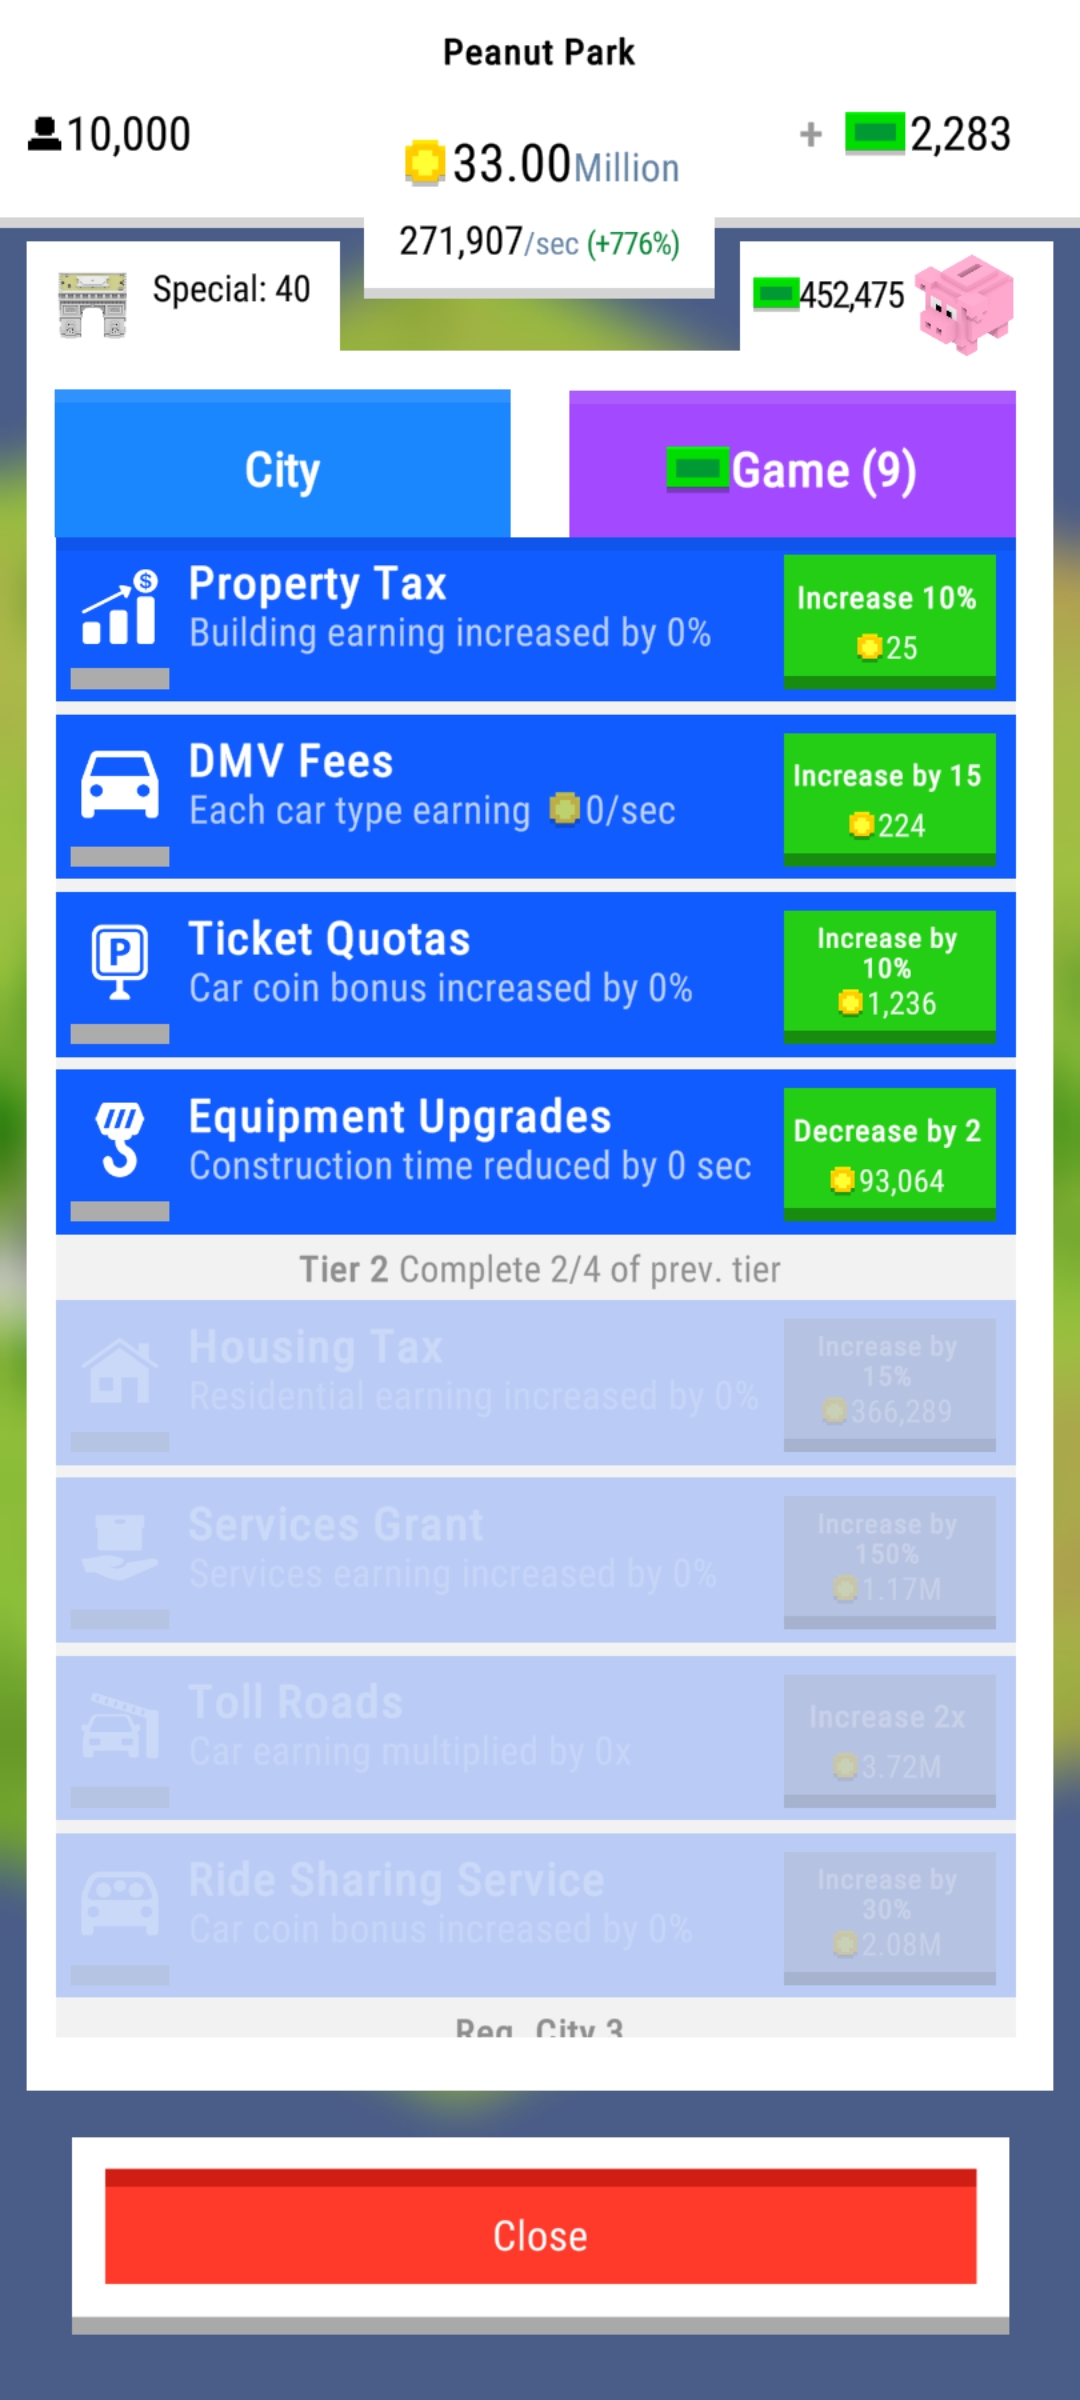 Peanut Park
10,000
33.00Million
+ 2,283
271,907/sec (+776%)
Special: 40
452,475
City
Game (9)
Property Tax
Building earning increased by 0%
Increase 10%
25
DMV Fees
Each car type earning 0/sec
Increase by 15
224
Ticket Quotas
Car coin bonus increased by 0%
Increase by
10%
1,236
Equipment Upgrades
Construction time reduced by 0 sec
Decrease by 2
93,064
Tier 2 Complete 2/4 of prev. tier
Housing Tax
Residential earning increased by 0%
Increase by
15%
366,289
Services Grant
Services earning increased by 0%
Increase by
150%
1.17M
Toll Roads
Car earning multiplied by 0x
Increase 2x
3.72M
Ride Sharing Service
Car coin bonus increased by 0%
Increase by
30%
2.08M
Req. City 3
Close